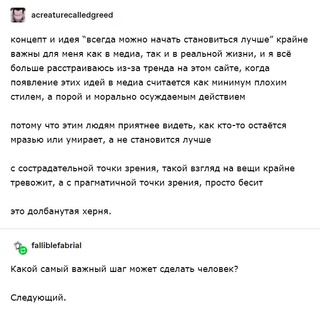 acreaturecalledgreed
концепт и идея “всегда можно начать становиться лучше” крайне
важны для меня как в медиа, так и в реальной жизни, и я всё
больше расстраиваюсь из-за тренда на этом сайте, когда
появление этих идей в медиа считается как минимум плохим
стилем, а порой и морально осуждаемым действием
потому что этим людям приятнее видеть, как кто-то остаётся
мразью или умирает, а не становится лучше
с сострадательной точки зрения, такой взгляд на вещи крайне
тревожит, а с прагматичной точки зрения, просто бесит
это долбанутая херня.
falliblefabrial
Какой самый важный шаг может сделать человек?
Следующий.